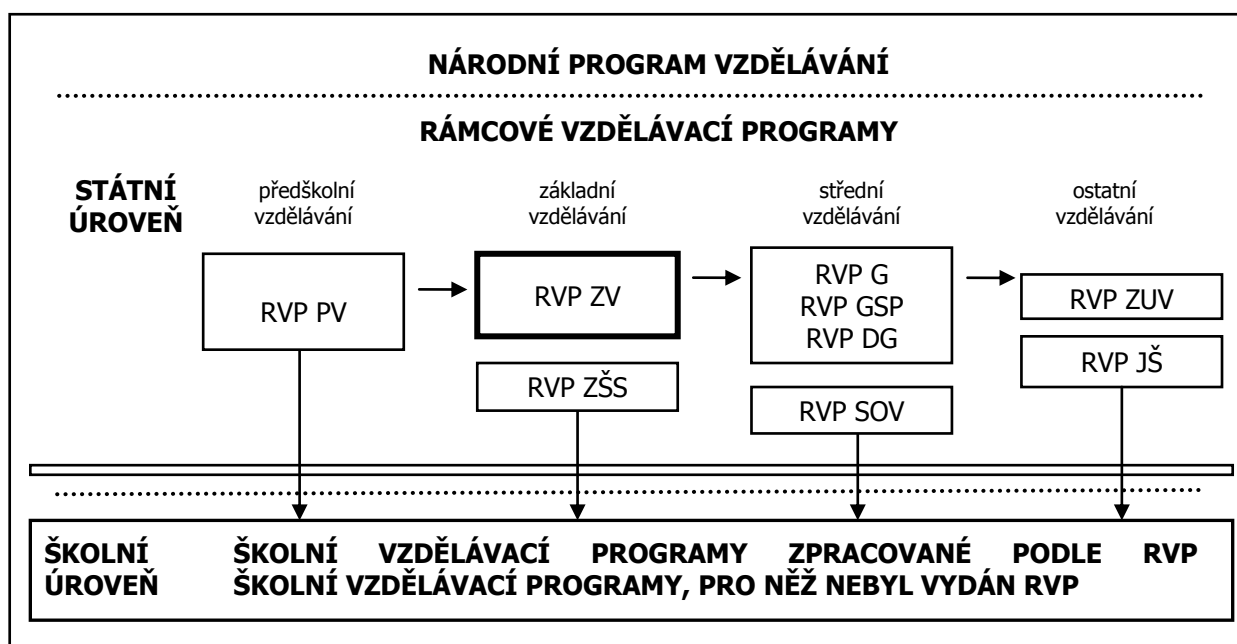 NÁRODNÍ PROGRAM VZDĚLÁVÁNÍ
RÁMCOVÉ VZDĚLÁVACÍ PROGRAMY
STÁTNÍ
ÚROVEŇ
předškolní
vzdělávání
základní
vzdělávání
střední
vzdělávání
ostatní
vzdělávání
RVP PV
RVP ZV
RVP ZŠS
RVP G
RVP GSP
RVP DG
RVP SOV
RVP ZUV
RVP JŠ
ŠKOLNÍ
ÚROVEŇ
ŠKOLNÍ VZDĚLÁVACÍ PROGRAMY ZPRACOVANÉ PODLE RVP
ŠKOLNÍ VZDĚLÁVACÍ PROGRAMY, PRO NĚŽ NEBYL VYDÁN RVP